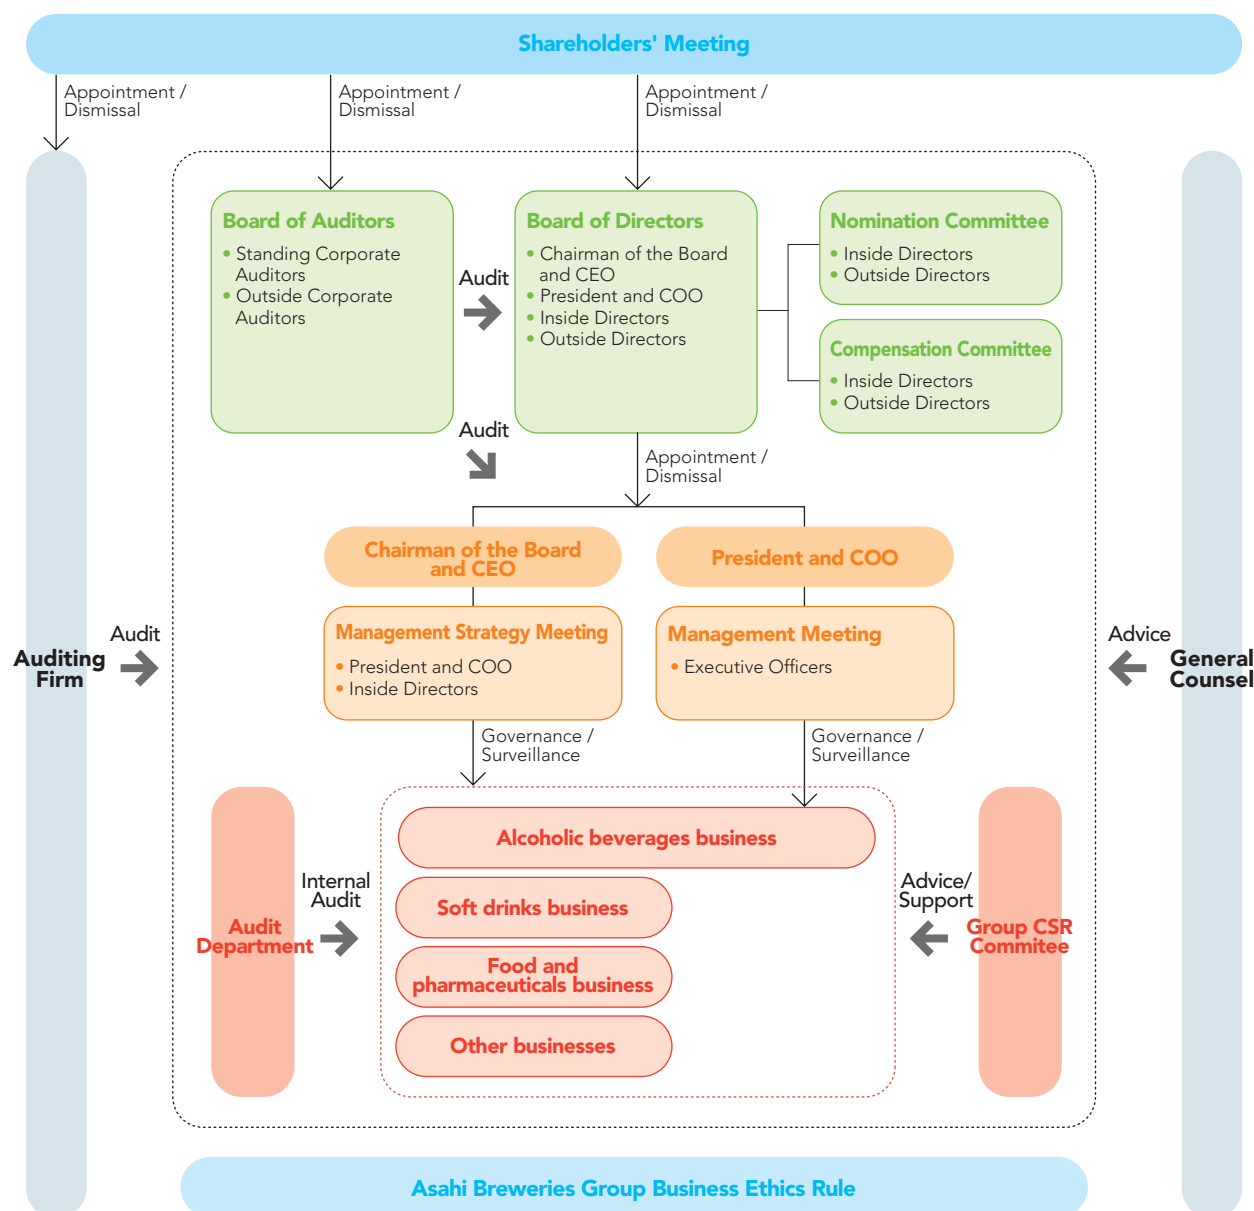 Shareholders' Meeting
Appointment /
Dismissal
Appointment /
Dismissal
Appointment /
Dismissal
Board of Auditors
• Standing Corporate
Auditors
• Outside Corporate
Auditors
Audit
Board of Directors
• Chairman of the Board
and CEO
• President and COO
• Inside Directors
• Outside Directors
Nomination Committee
• Inside Directors
• Outside Directors
Compensation Committee
• Inside Directors
• Outside Directors
Audit
Appointment /
Dismissal
Chairman of the Board
and CEO
President and COO
Management Strategy Meeting
• President and COO
• Inside Directors
Management Meeting
• Executive Officers
Auditing
Firm
Audit
Advice
General
Counsel
Governance /
Surveillance
Governance /
Surveillance
Audit
Department
Internal
Audit
Alcoholic beverages business
Soft drinks business
Food and
pharmaceuticals business
Other businesses
Advice/
Support
Group CSR
Commitee
Asahi Breweries Group Business Ethics Rule